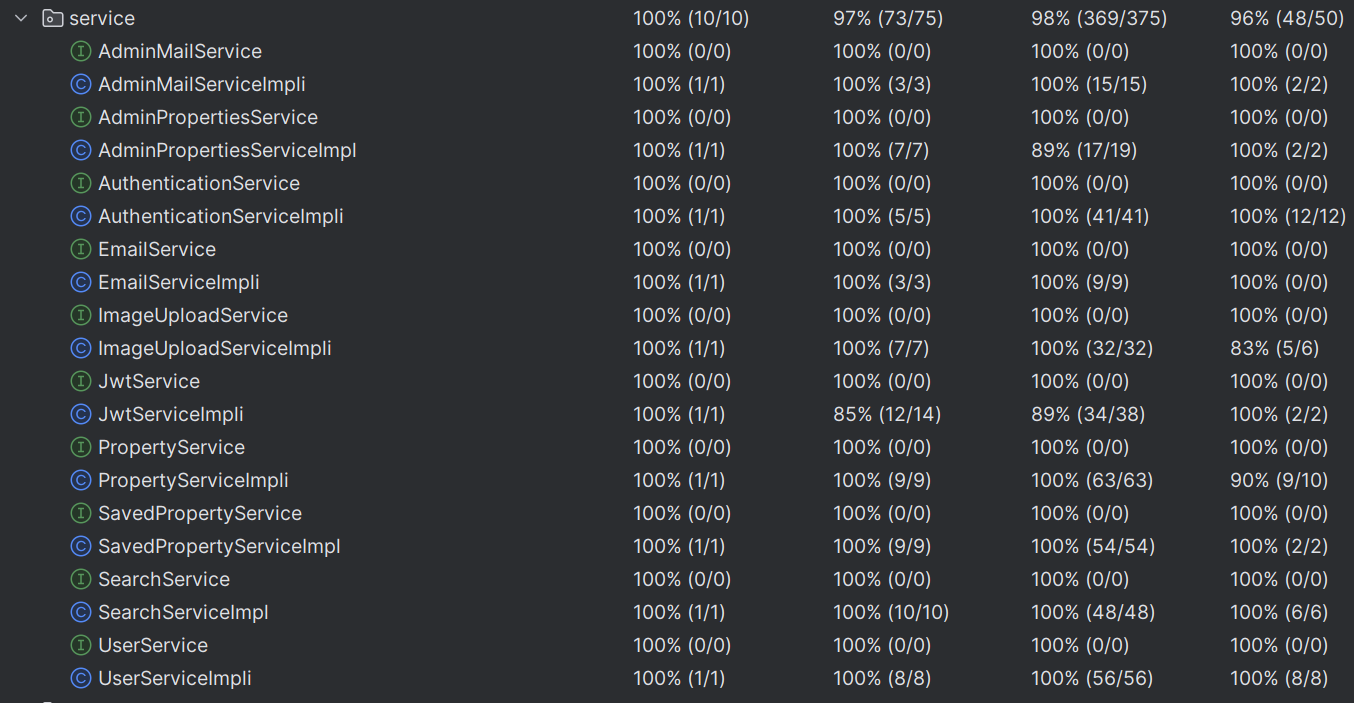 service 100% (10/10) 97% (73/75) 98% (369/375) 96% (48/50)
AdminMailService 100% (0/0) 100% (0/0) 100% (0/0) 100% (0/0)
AdminMailServiceImpli 100% (1/1) 100% (3/3) 100% (15/15) 100% (2/2)
AdminPropertiesService 100% (0/0) 100% (0/0) 100% (0/0) 100% (0/0)
AdminPropertiesServiceImpl 100% (1/1) 100% (7/7) 89% (17/19) 100% (2/2)
AuthenticationService 100% (0/0) 100% (0/0) 100% (0/0) 100% (0/0)
AuthenticationServiceImpli 100% (1/1) 100% (5/5) 100% (41/41) 100% (12/12)
EmailService 100% (0/0) 100% (0/0) 100% (0/0) 100% (0/0)
EmailServiceImpli 100% (1/1) 100% (3/3) 100% (9/9) 100% (0/0)
ImageUploadService 100% (0/0) 100% (0/0) 100% (0/0) 100% (0/0)
ImageUploadServiceImpli 100% (1/1) 100% (7/7) 100% (32/32) 83% (5/6)
JwtService 100% (0/0) 100% (0/0) 100% (0/0) 100% (0/0)
JwtServiceImpli 100% (1/1) 85% (12/14) 89% (34/38) 100% (2/2)
PropertyService 100% (0/0) 100% (0/0) 100% (0/0) 100% (0/0)
PropertyServiceImpli 100% (1/1) 100% (9/9) 100% (63/63) 90% (9/10)
SavedPropertyService 100% (0/0) 100% (0/0) 100% (0/0) 100% (0/0)
SavedPropertyServiceImpl 100% (1/1) 100% (9/9) 100% (54/54) 100% (2/2)
SearchService 100% (0/0) 100% (0/0) 100% (0/0) 100% (0/0)
SearchServiceImpl 100% (1/1) 100% (10/10) 100% (48/48) 100% (6/6)
UserService 100% (0/0) 100% (0/0) 100% (0/0) 100% (0/0)
UserServiceImpli 100% (1/1) 100% (8/8) 100% (56/56) 100% (8/8)